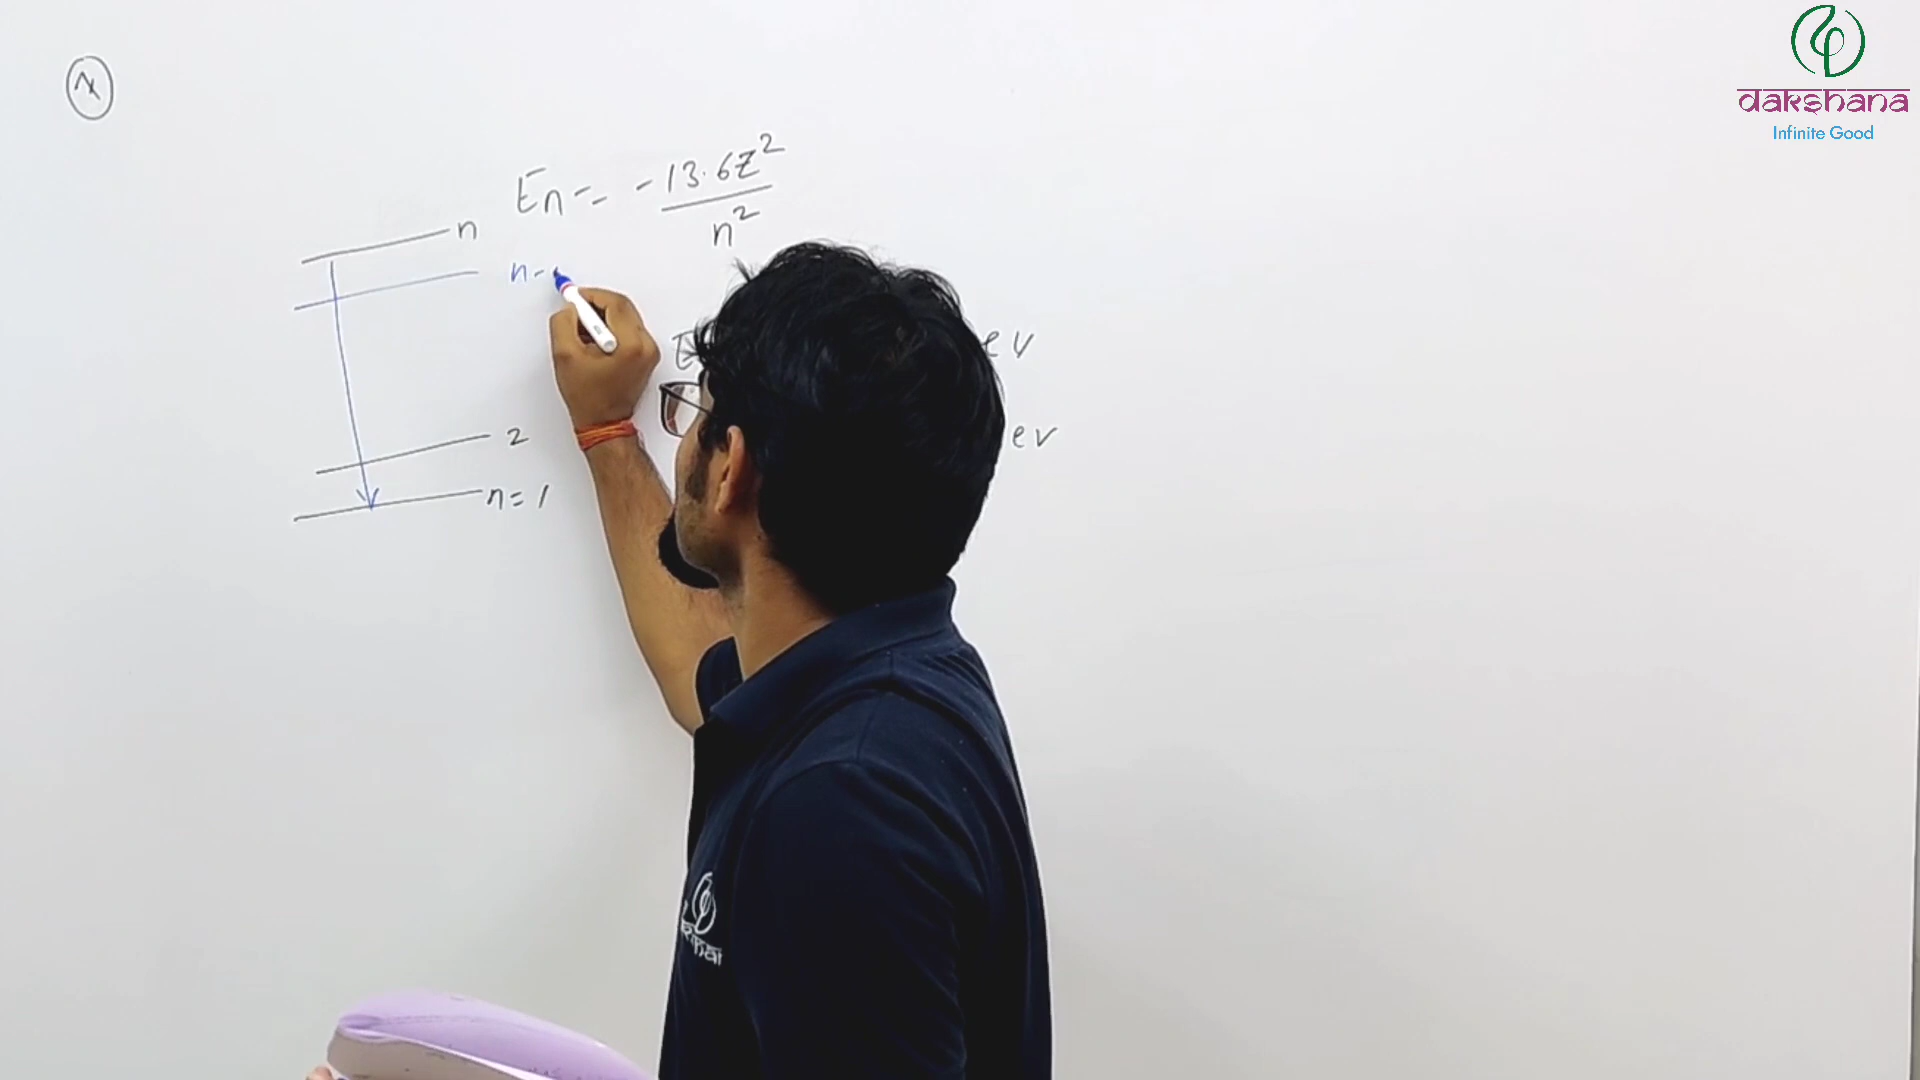 dakshana
Infinite Good
En = -13.6Z²
n²
n
n-
ev
2
ev
n=1